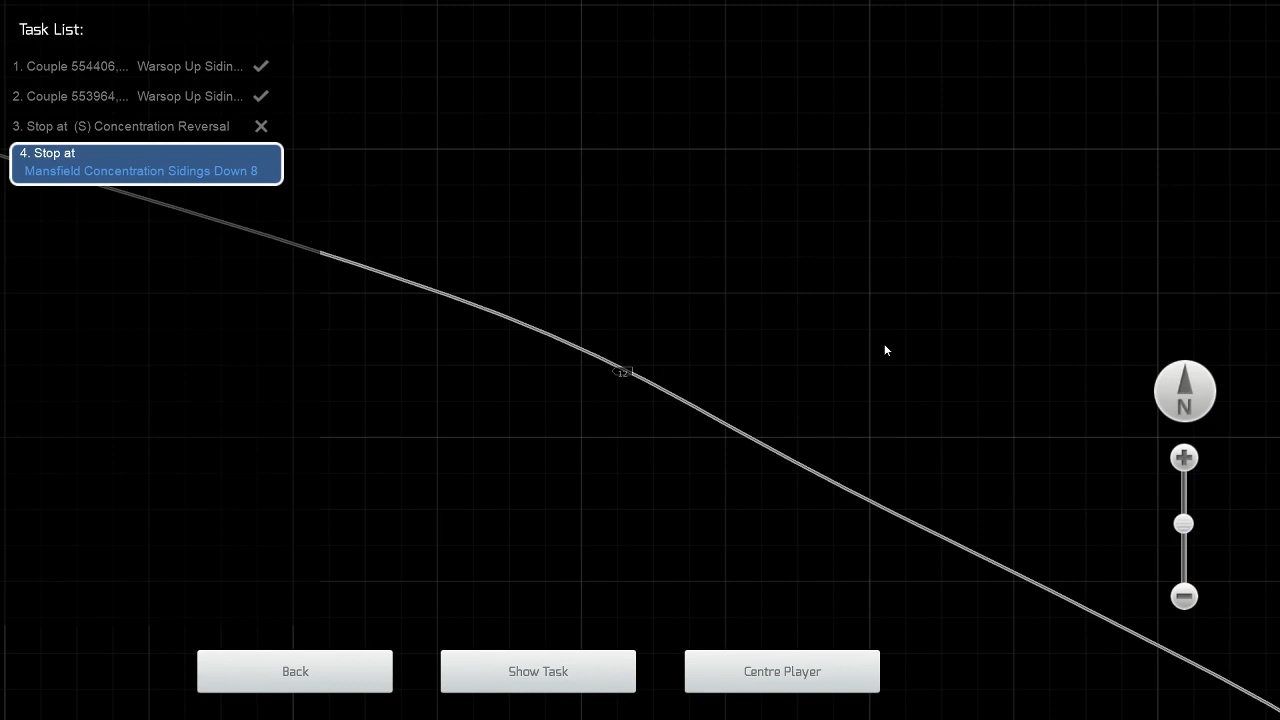 Task List:
1. Couple 554406,... Warsop Up Sidin...
2. Couple 553964,... Warsop Up Sidin...
3. Stop at (S) Concentration Reversal
4. Stop at
Mansfield Concentration Sidings Down 8
12
N
Back
Show Task
Centre Player